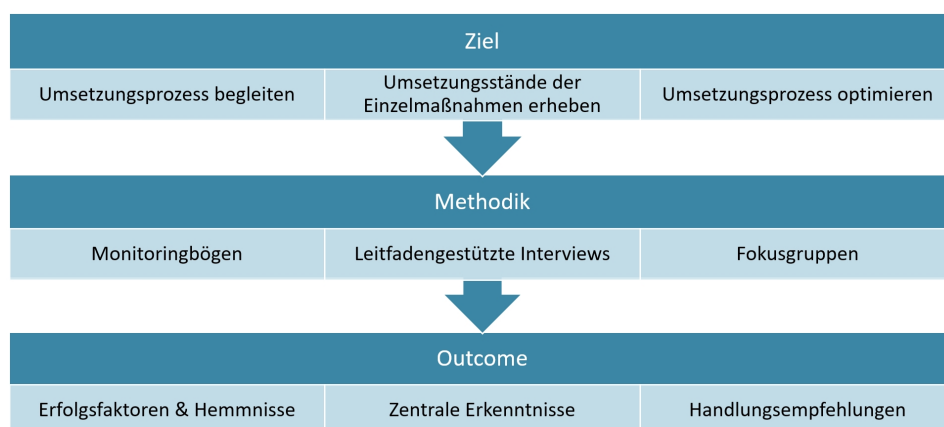 Ziel
Umsetzungsprozess begleiten
Umsetzungsstände der
Einzelmaßnahmen erheben
Umsetzungsprozess optimieren
Methodik
Monitoringbögen
Leitfadengestützte Interviews
Fokusgruppen
Outcome
Erfolgsfaktoren & Hemmnisse
Zentrale Erkenntnisse
Handlungsempfehlungen